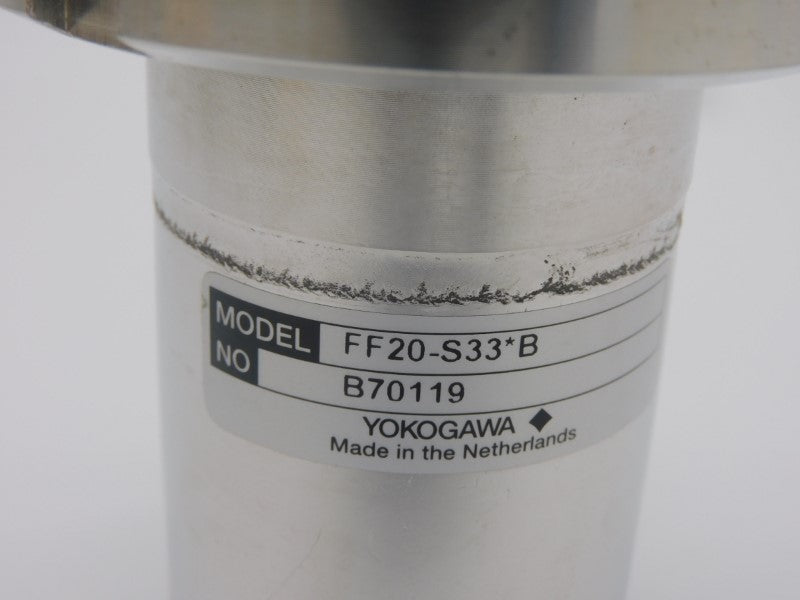 MODEL FF20-S33*B
NO B70119
YOKOGAWA
Made in the Netherlands